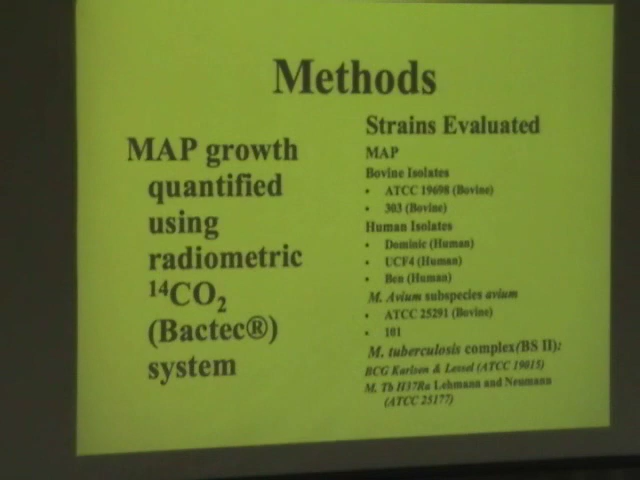 Methods
MAP growth
quantified
using
radiometric
¹⁴CO₂
(Bactec®)
system
Strains Evaluated
MAP
Bovine Isolates
• ATCC 19698 (Bovine)
• 303 (Bovine)
Human Isolates
• Dominic (Human)
• UCF4 (Human)
• Ben (Human)
M. Avium subspecies avium
• ATCC 25291 (Bovine)
• 101
M. tuberculosis complex(BS II):
BCG Karlson & Lessel (ATCC 19015)
M. Tb H37Ra Lehmann and Neumann
(ATCC 25177)